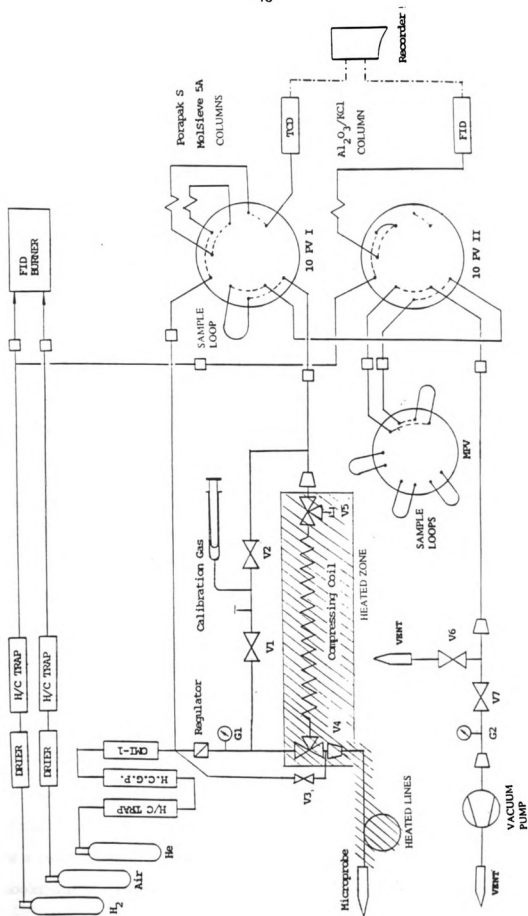 FID
BURNER
H/C TRAP
H/C TRAP
DRIER
DRIER
H2
Air
He
H/C TRAP
H.C.G.P.
OMI-1
Regulator
G1
Calibration Gas
V1
V2
V3
V4
V5
Compressing Coil
HEATED ZONE
HEATED LINES
Microprobe
SAMPLE
LOOP
10 PV I
Porapak S
MolSieve 5A
COLUMNS
TCD
Recorder
Al2O3/KCl
COLUMN
FID
10 PV II
MPV
SAMPLE
LOOPS
VENT
V6
V7
G2
VACUUM
PUMP
VENT